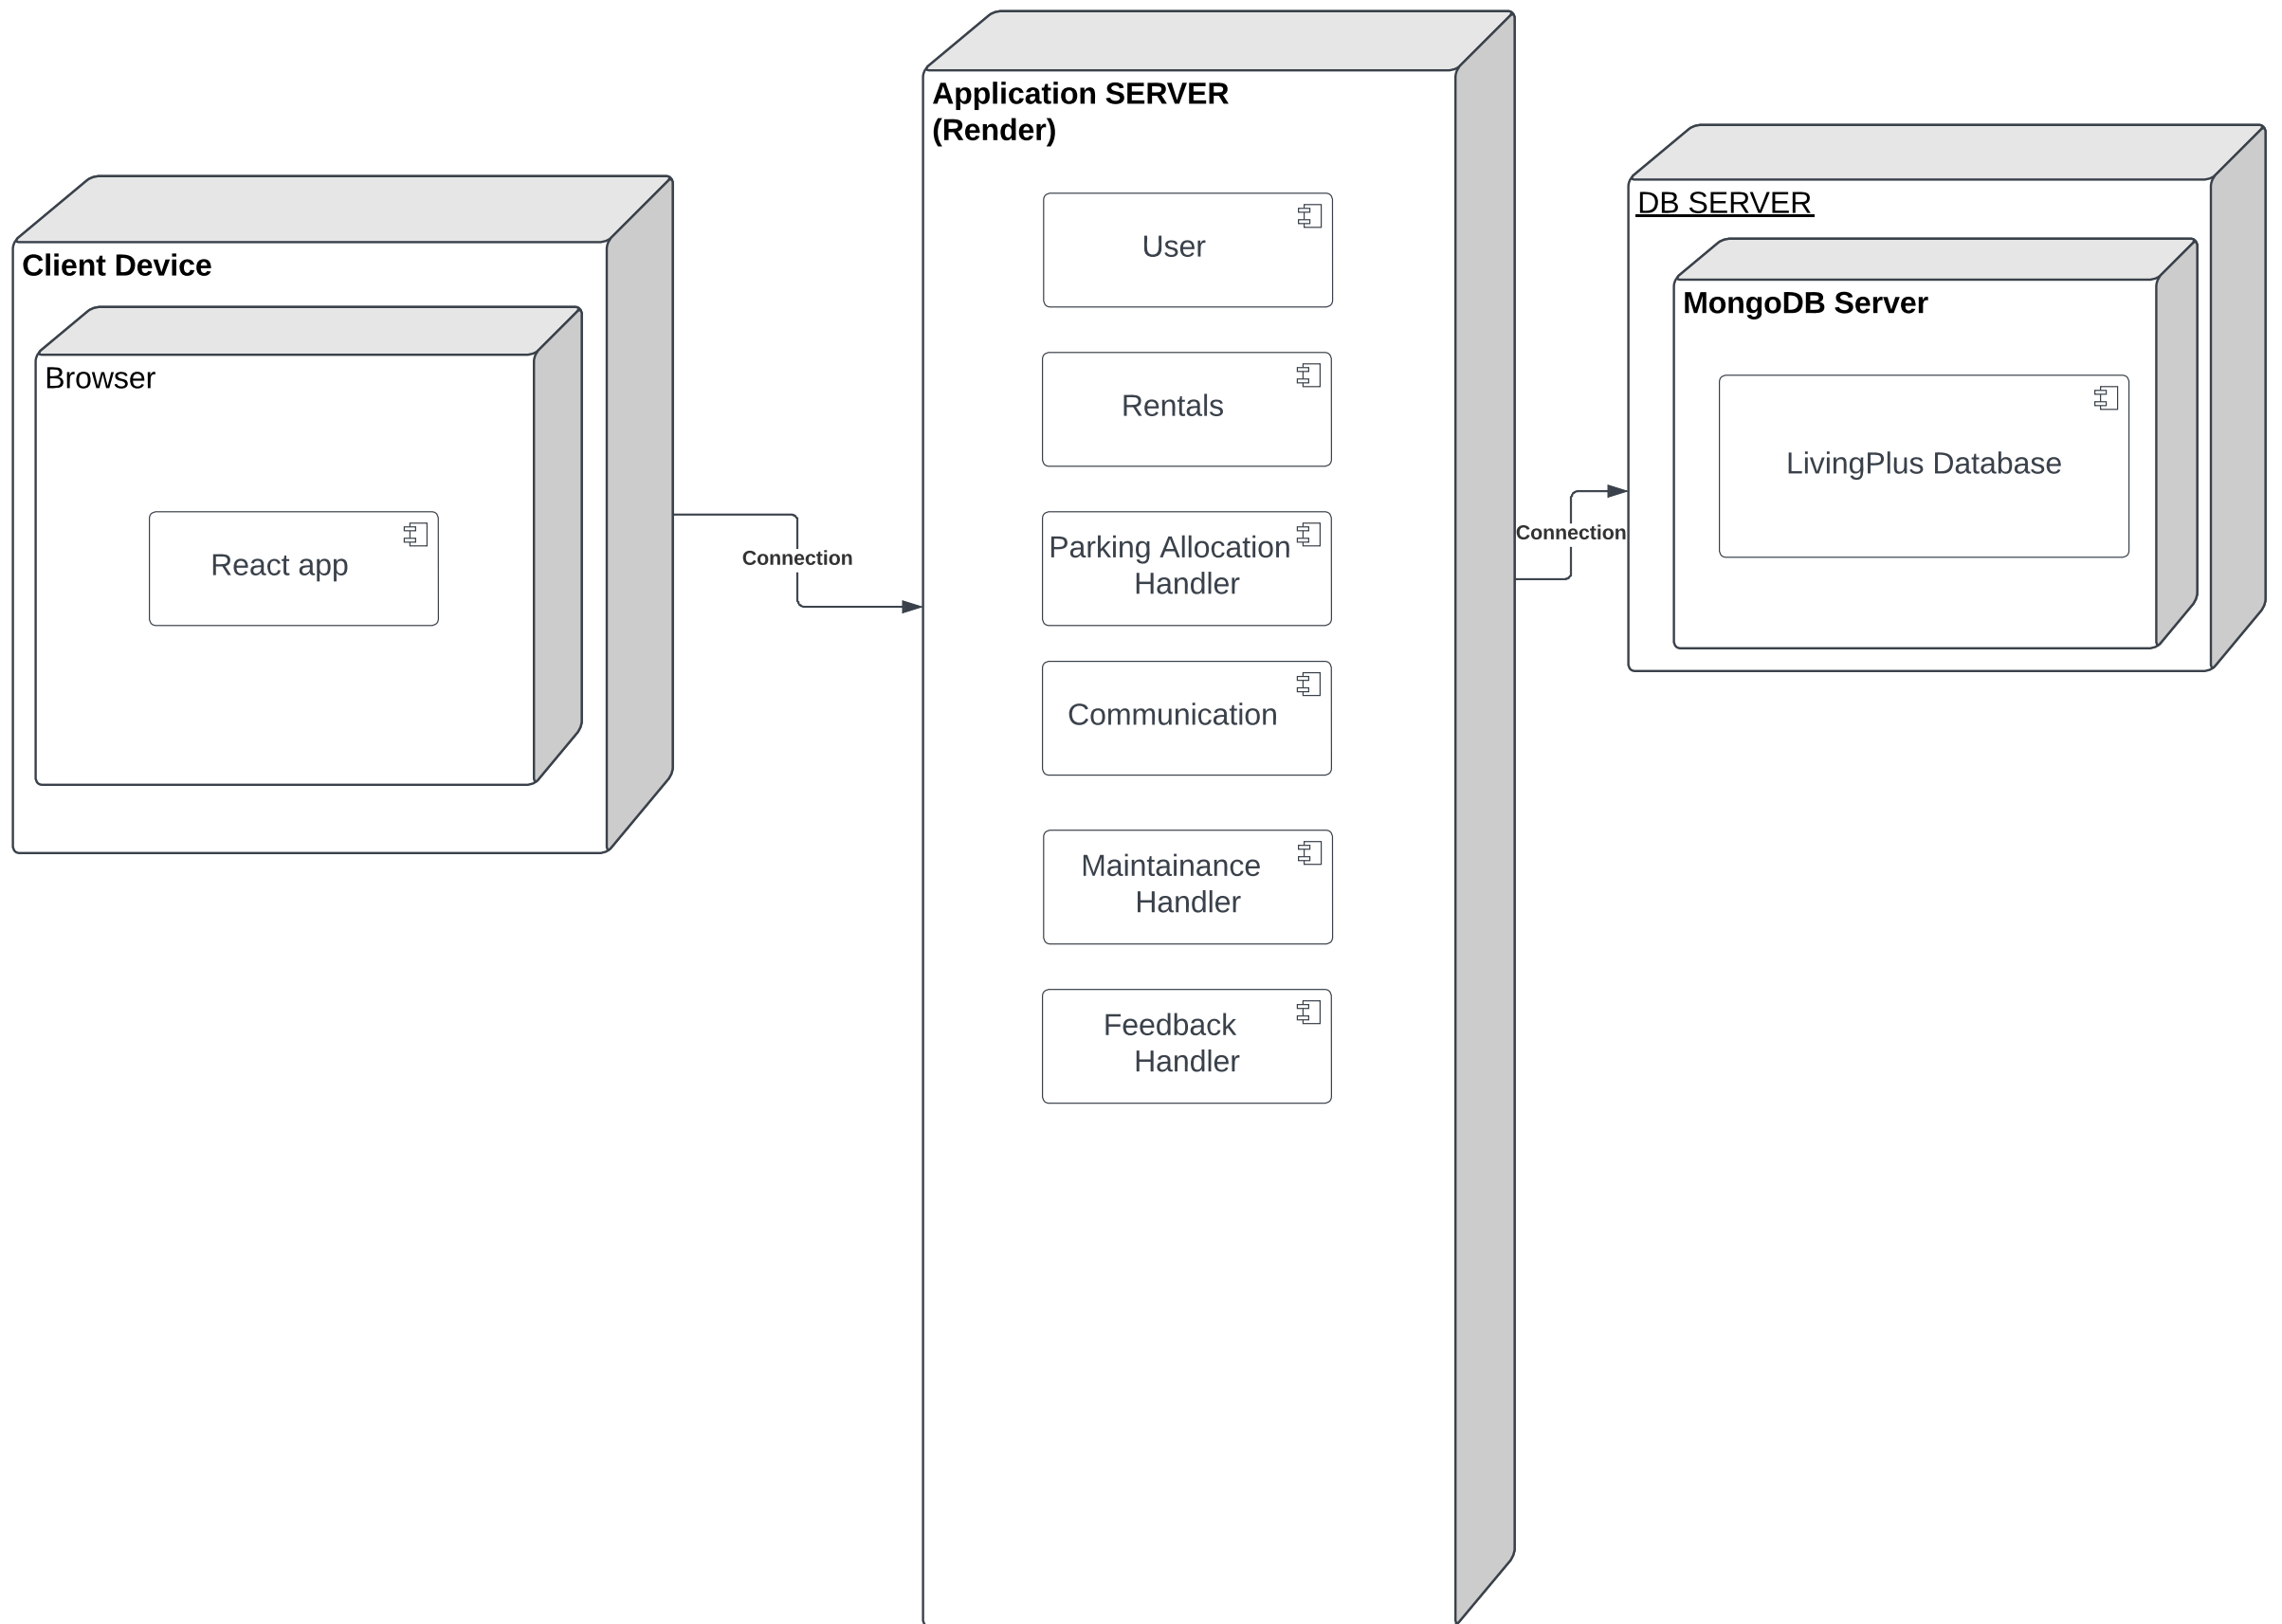 Client Device
Browser
React app
Connection
Application SERVER
(Render)
User
Rentals
Parking Allocation
Handler
Communication
Maintainance
Handler
Feedback
Handler
Connection
DB SERVER
MongoDB Server
LivingPlus Database